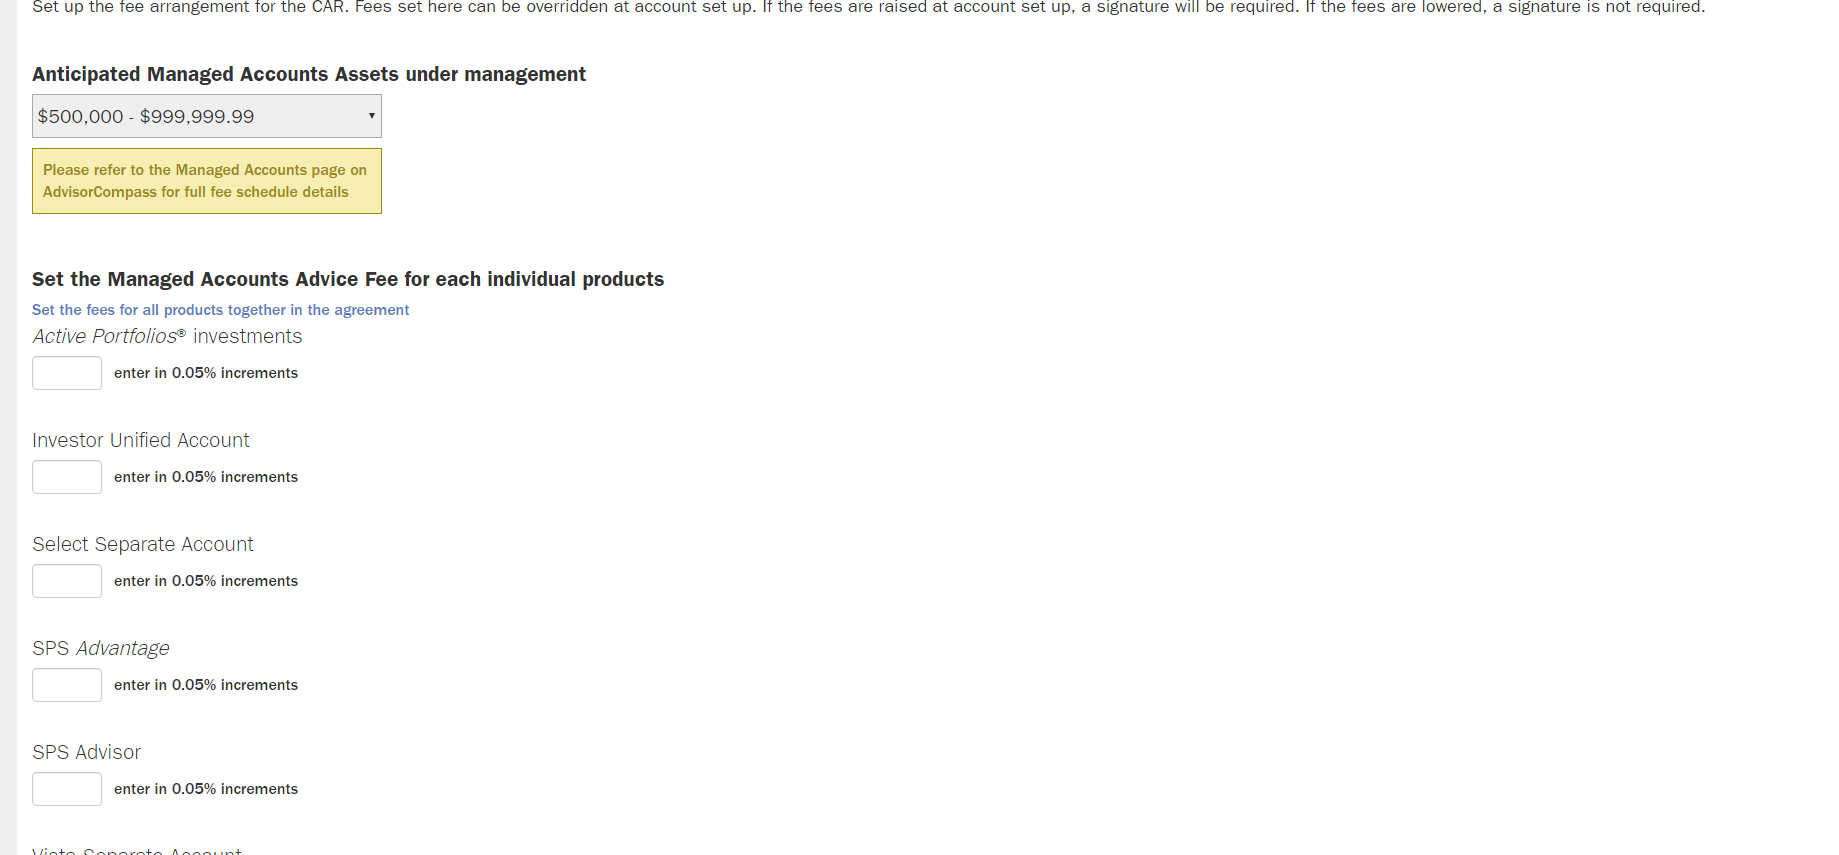 Set up the fee arrangement for the CAR. Fees set here can be overridden at account set up. If the fees are raised at account set up, a signature will be required. If the fees are lowered, a signature is not required.
Anticipated Managed Accounts Assets under management
$500,000 - $999,999.99
Please refer to the Managed Accounts page on
AdvisorCompass for full fee schedule details
Set the Managed Accounts Advice Fee for each individual products
Set the fees for all products together in the agreement
Active Portfolios® investments
enter in 0.05% increments
Investor Unified Account
enter in 0.05% increments
Select Separate Account
enter in 0.05% increments
SPS Advantage
enter in 0.05% increments
SPS Advisor
enter in 0.05% increments
Vista Separate Account